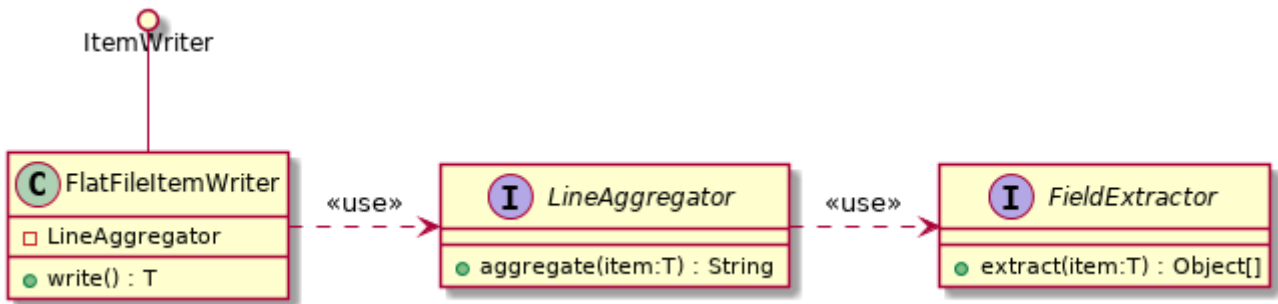 ItemWriter
C FlatFileItemWriter
LineAggregator
write() : T
«use»
I LineAggregator
aggregate(item:T) : String
«use»
I FieldExtractor
extract(item:T) : Object[]